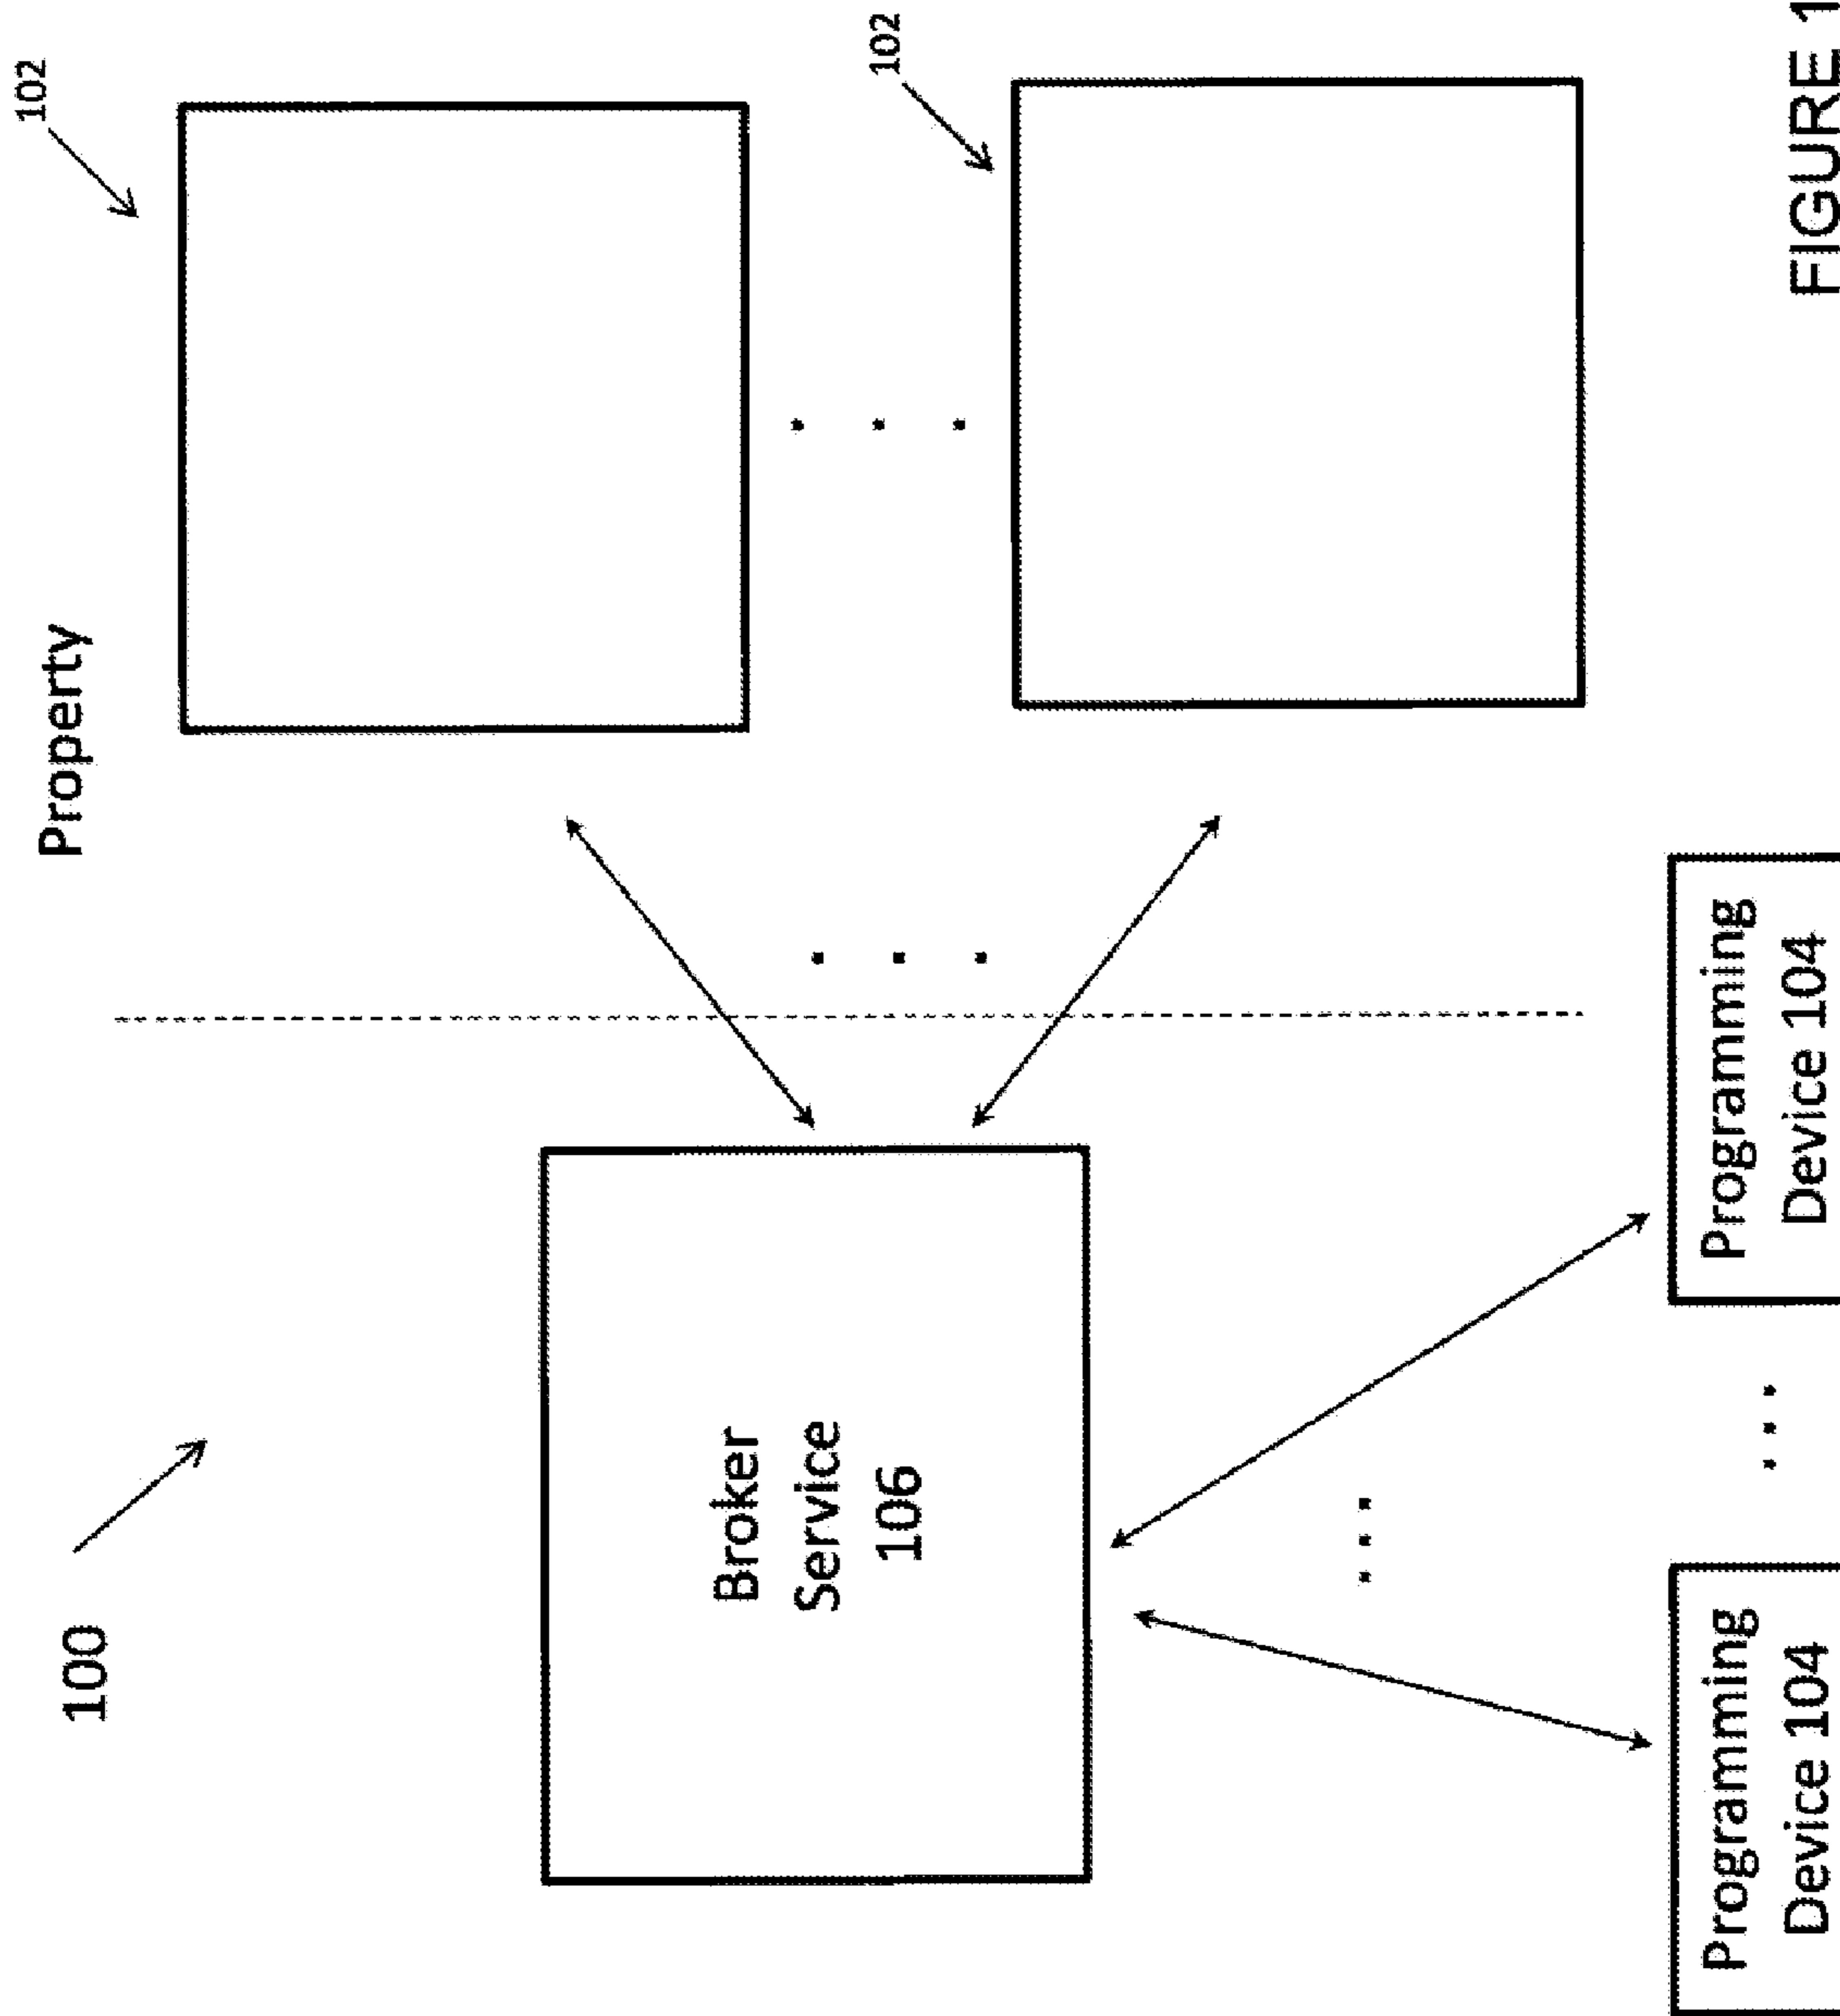 100
Property
102
Broker
Service
106
102
...
Programming
Device 104
...
Programming
Device 104
FIGURE 1